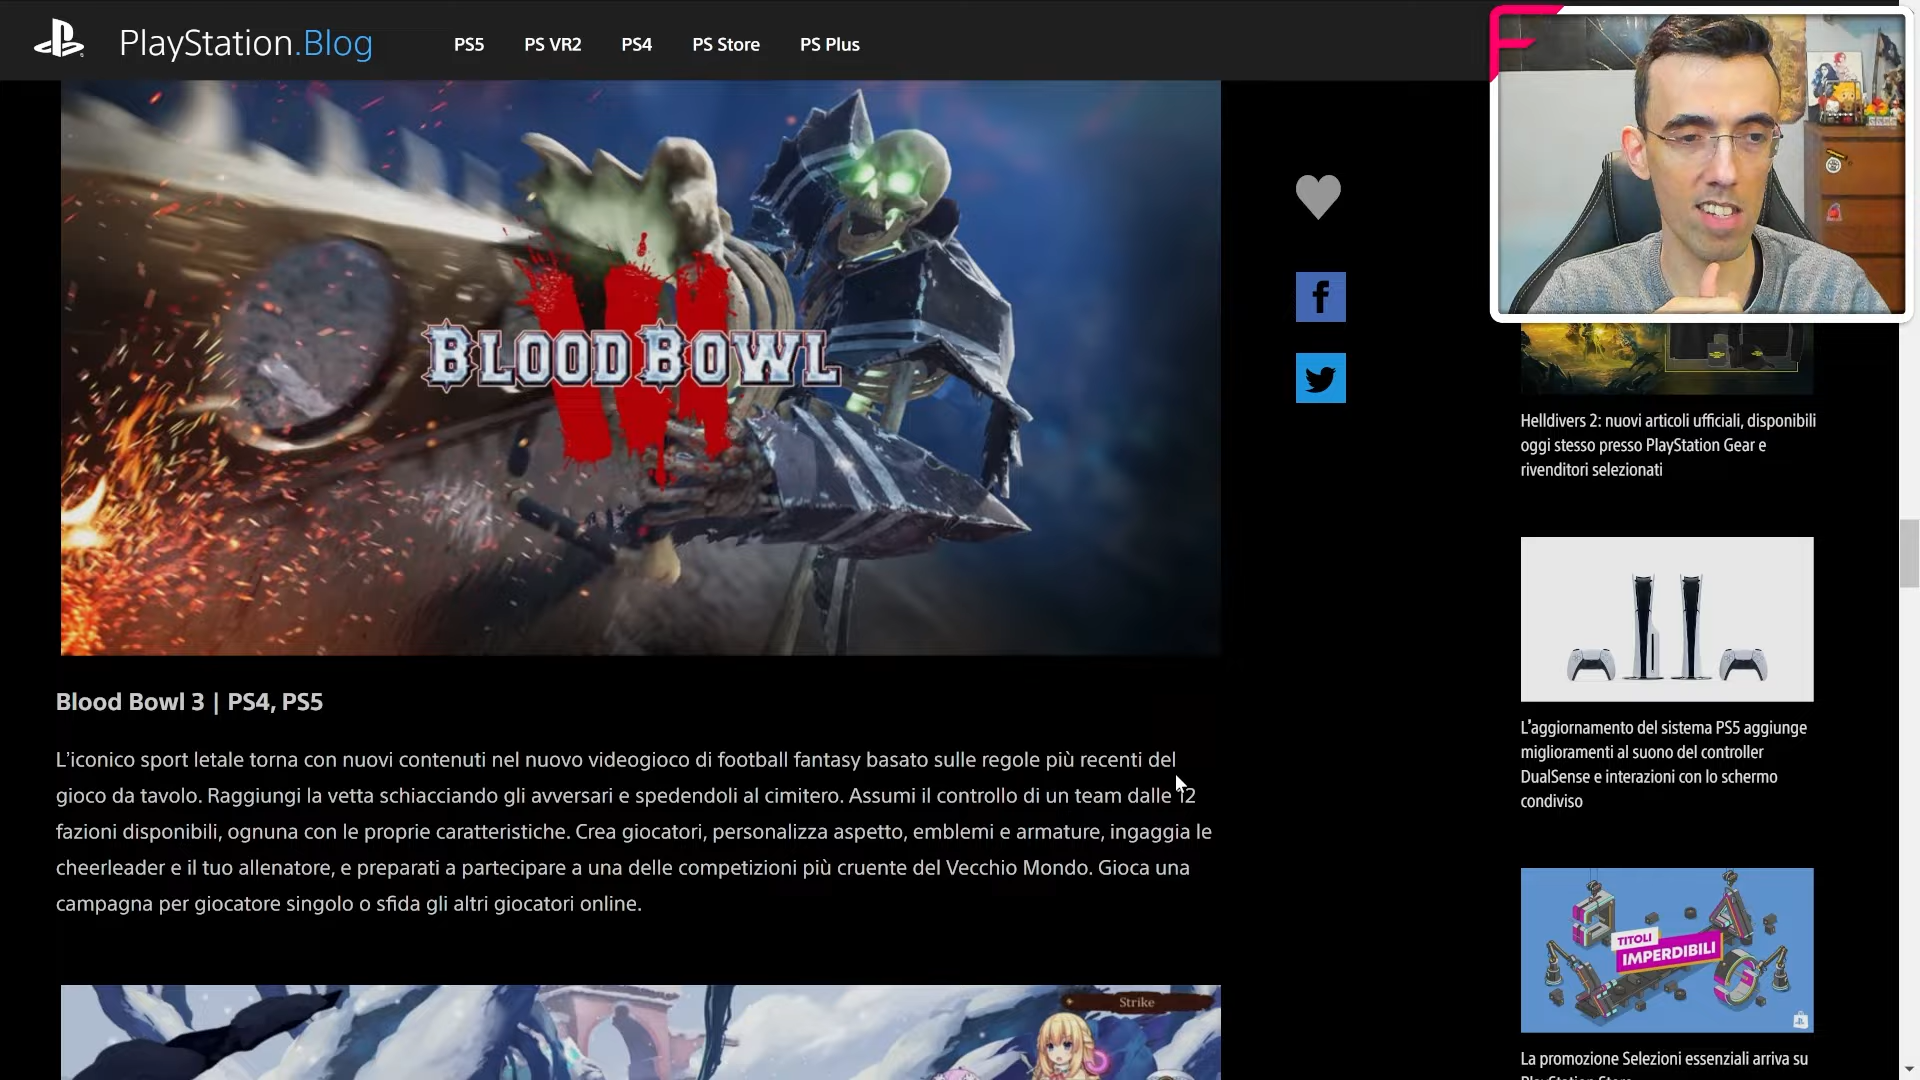 PlayStation.Blog
PS5
PS VR2
PS4
PS Store
PS Plus
BLOOD BOWL
III
Helldivers 2: nuovi articoli ufficiali, disponibili
oggi stesso presso PlayStation Gear e
rivenditori selezionati
Blood Bowl 3 | PS4, PS5
L'iconico sport letale torna con nuovi contenuti nel nuovo videogioco di football fantasy basato sulle regole più recenti del
gioco da tavolo. Raggiungi la vetta schiacciando gli avversari e spedendoli al cimitero. Assumi il controllo di un team dalle 12
fazioni disponibili, ognuna con le proprie caratteristiche. Crea giocatori, personalizza aspetto, emblemi e armature, ingaggia le
cheerleader e il tuo allenatore, e preparati a partecipare a una delle competizioni più cruente del Vecchio Mondo. Gioca una
campagna per giocatore singolo o sfida gli altri giocatori online.
L'aggiornamento del sistema PS5 aggiunge
miglioramenti al suono del controller
DualSense e interazioni con lo schermo
condiviso
TITOLI
IMPERDIBILI
Strike
La promozione Selezioni essenziali arriva su
PlayStation Store